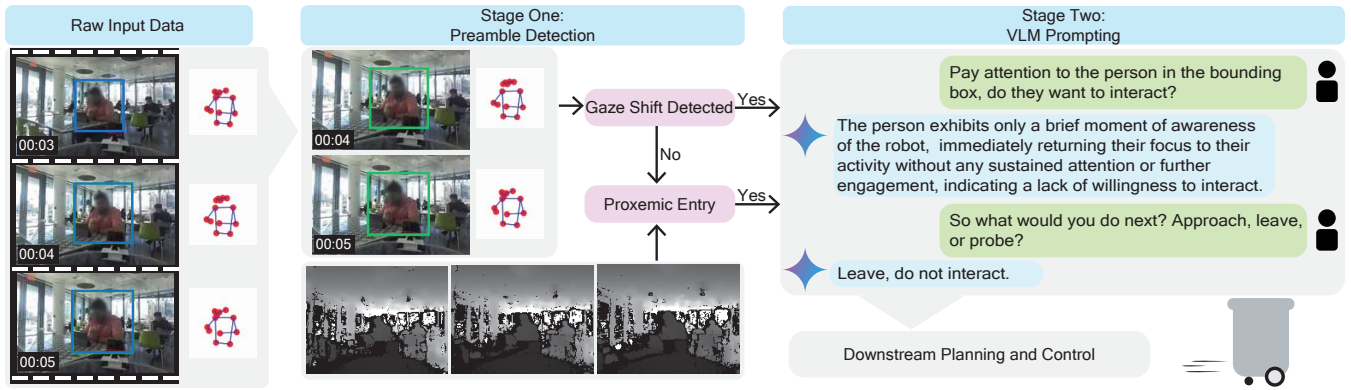 Raw Input Data
00:03
00:04
00:05
Stage One:
Preamble Detection
00:04
00:05
Gaze Shift Detected
Yes
No
Proxemic Entry
Yes
Stage Two:
VLM Prompting
Pay attention to the person in the bounding
box, do they want to interact?
The person exhibits only a brief moment of awareness
of the robot, immediately returning their focus to their
activity without any sustained attention or further
engagement, indicating a lack of willingness to interact.
So what would you do next? Approach, leave,
or probe?
Leave, do not interact.
Downstream Planning and Control